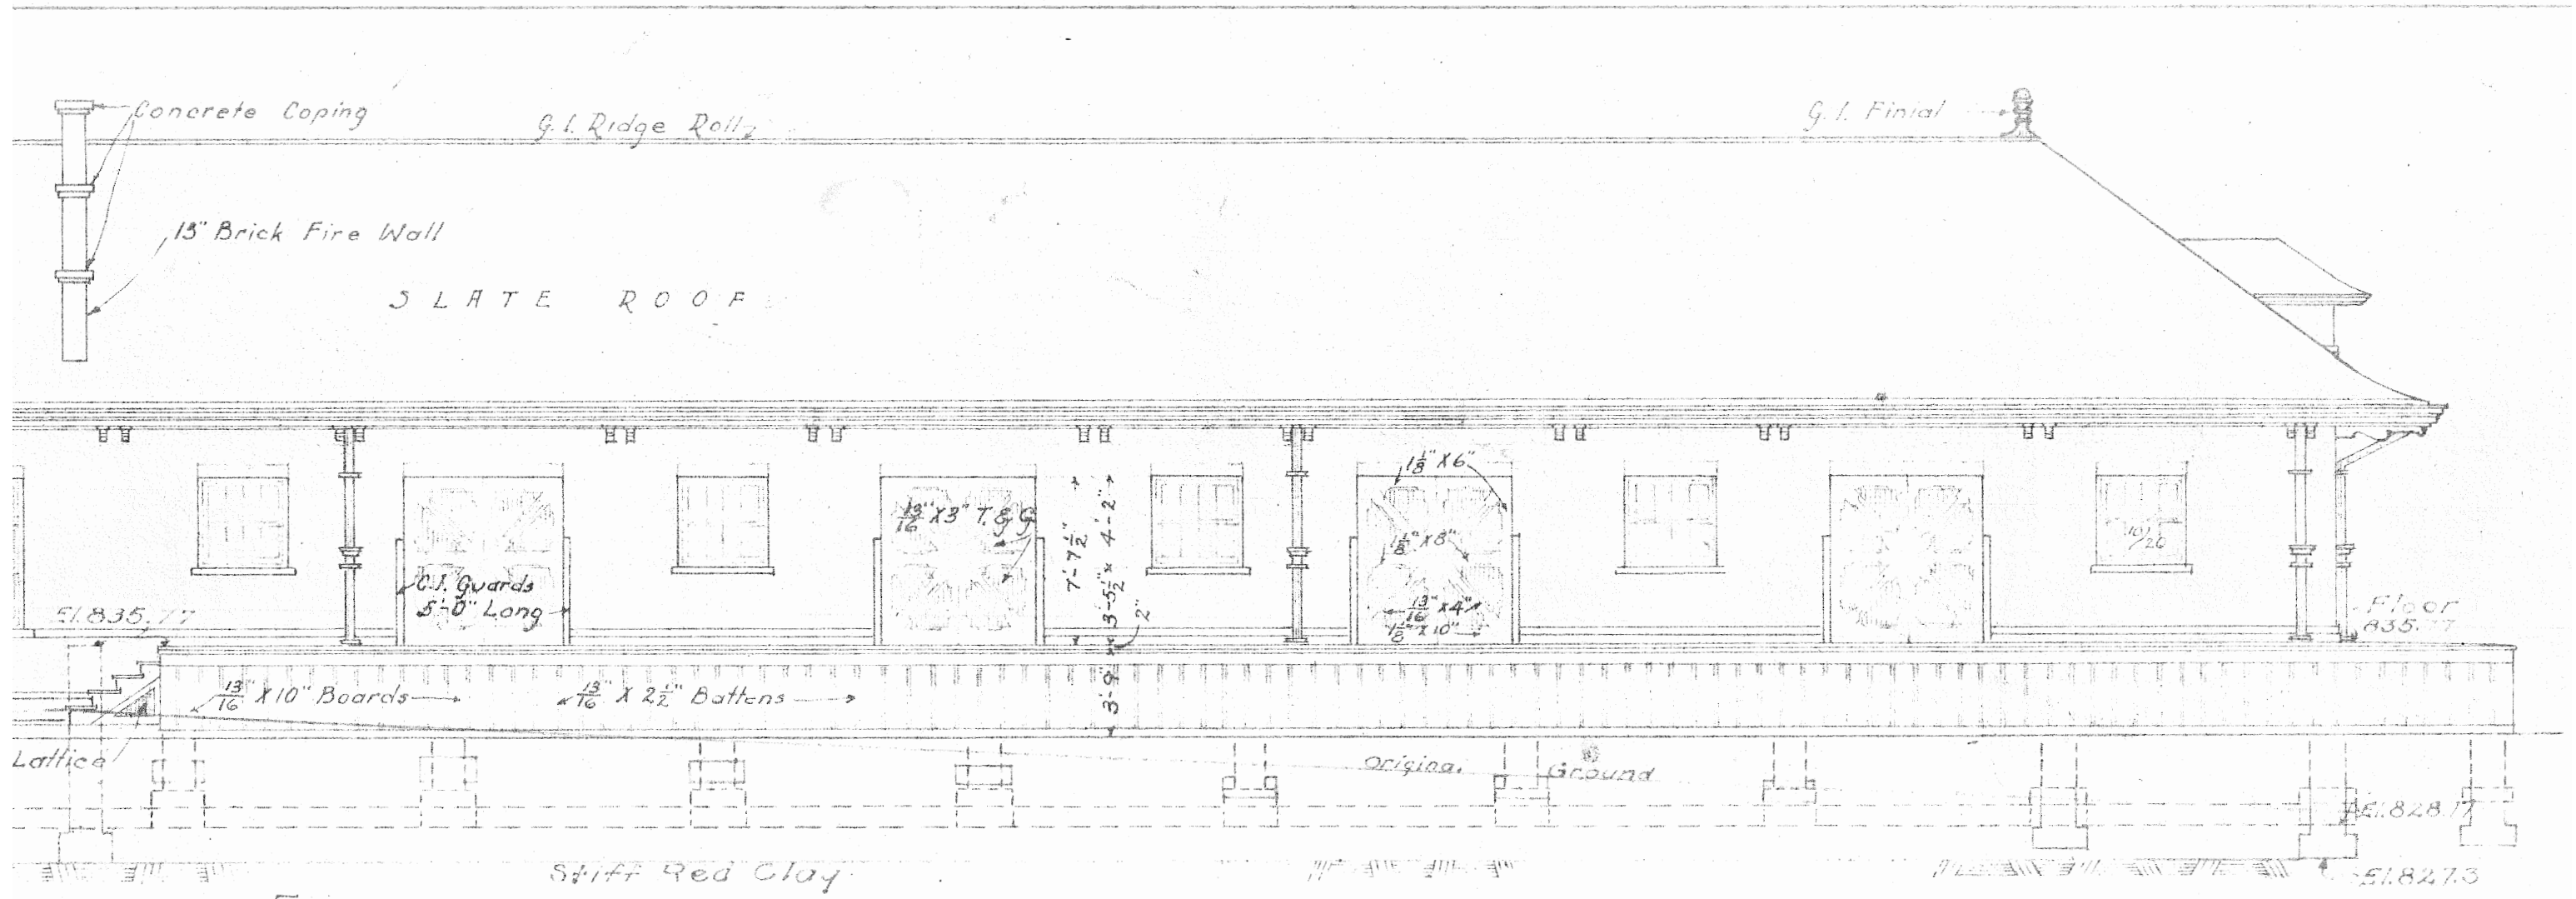 Concrete Coping
G.I. Ridge Roll
G.I. Finial
13" Brick Fire Wall
SLATE ROOF
1 1/8" X 6"
13/16" X 3" T. & G.
1 1/8" X 8"
7'-7 1/2"
4'-2"
3'-5 1/2"
2"
10/20
C.I. Guards
5'-0" Long
13/16" X 4"
1 1/2" X 10"
El. 835.77
Floor
835.77
13/16" X 10" Boards
13/16" X 2 1/2" Battens
3'-9"
Lattice
Original Ground
El. 828.17
Stiff Red Clay
El. 827.3